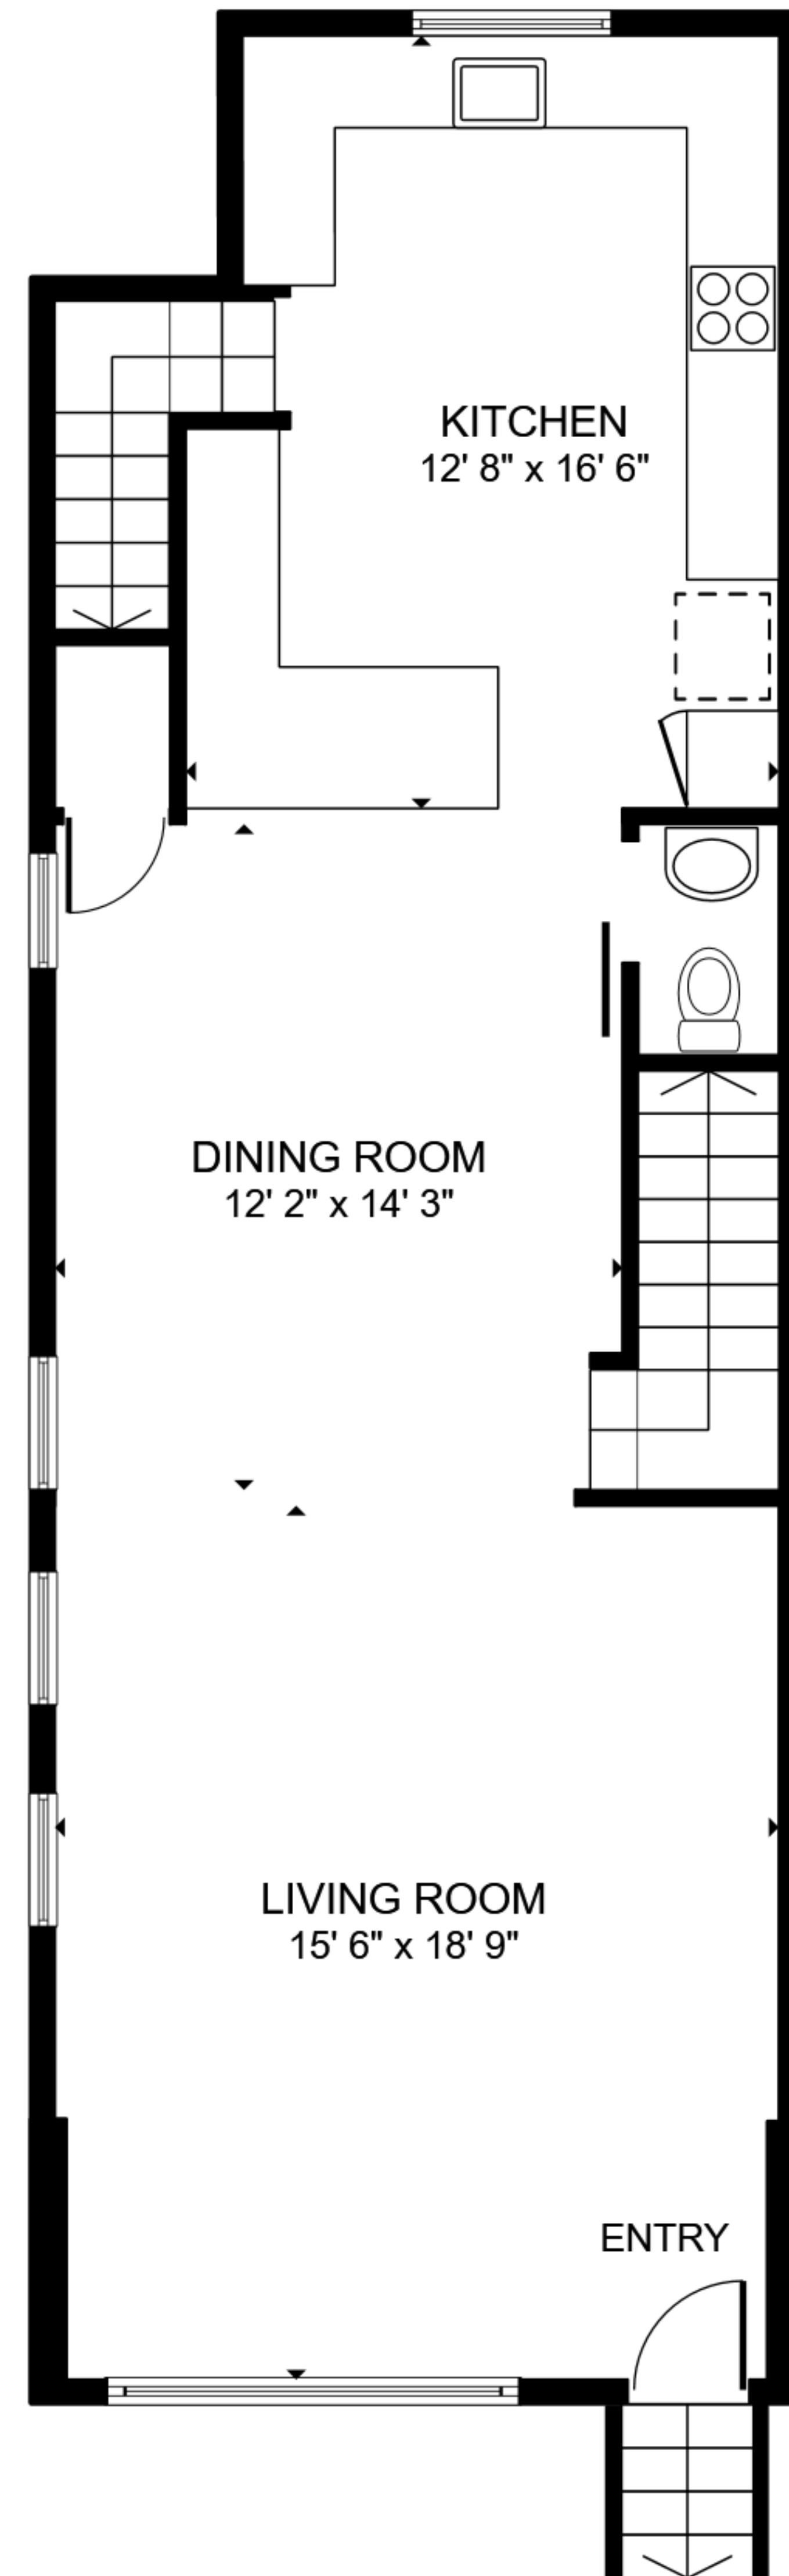 KITCHEN
12' 8" x 16' 6"
DINING ROOM
12' 2" x 14' 3"
LIVING ROOM
15' 6" x 18' 9"
ENTRY